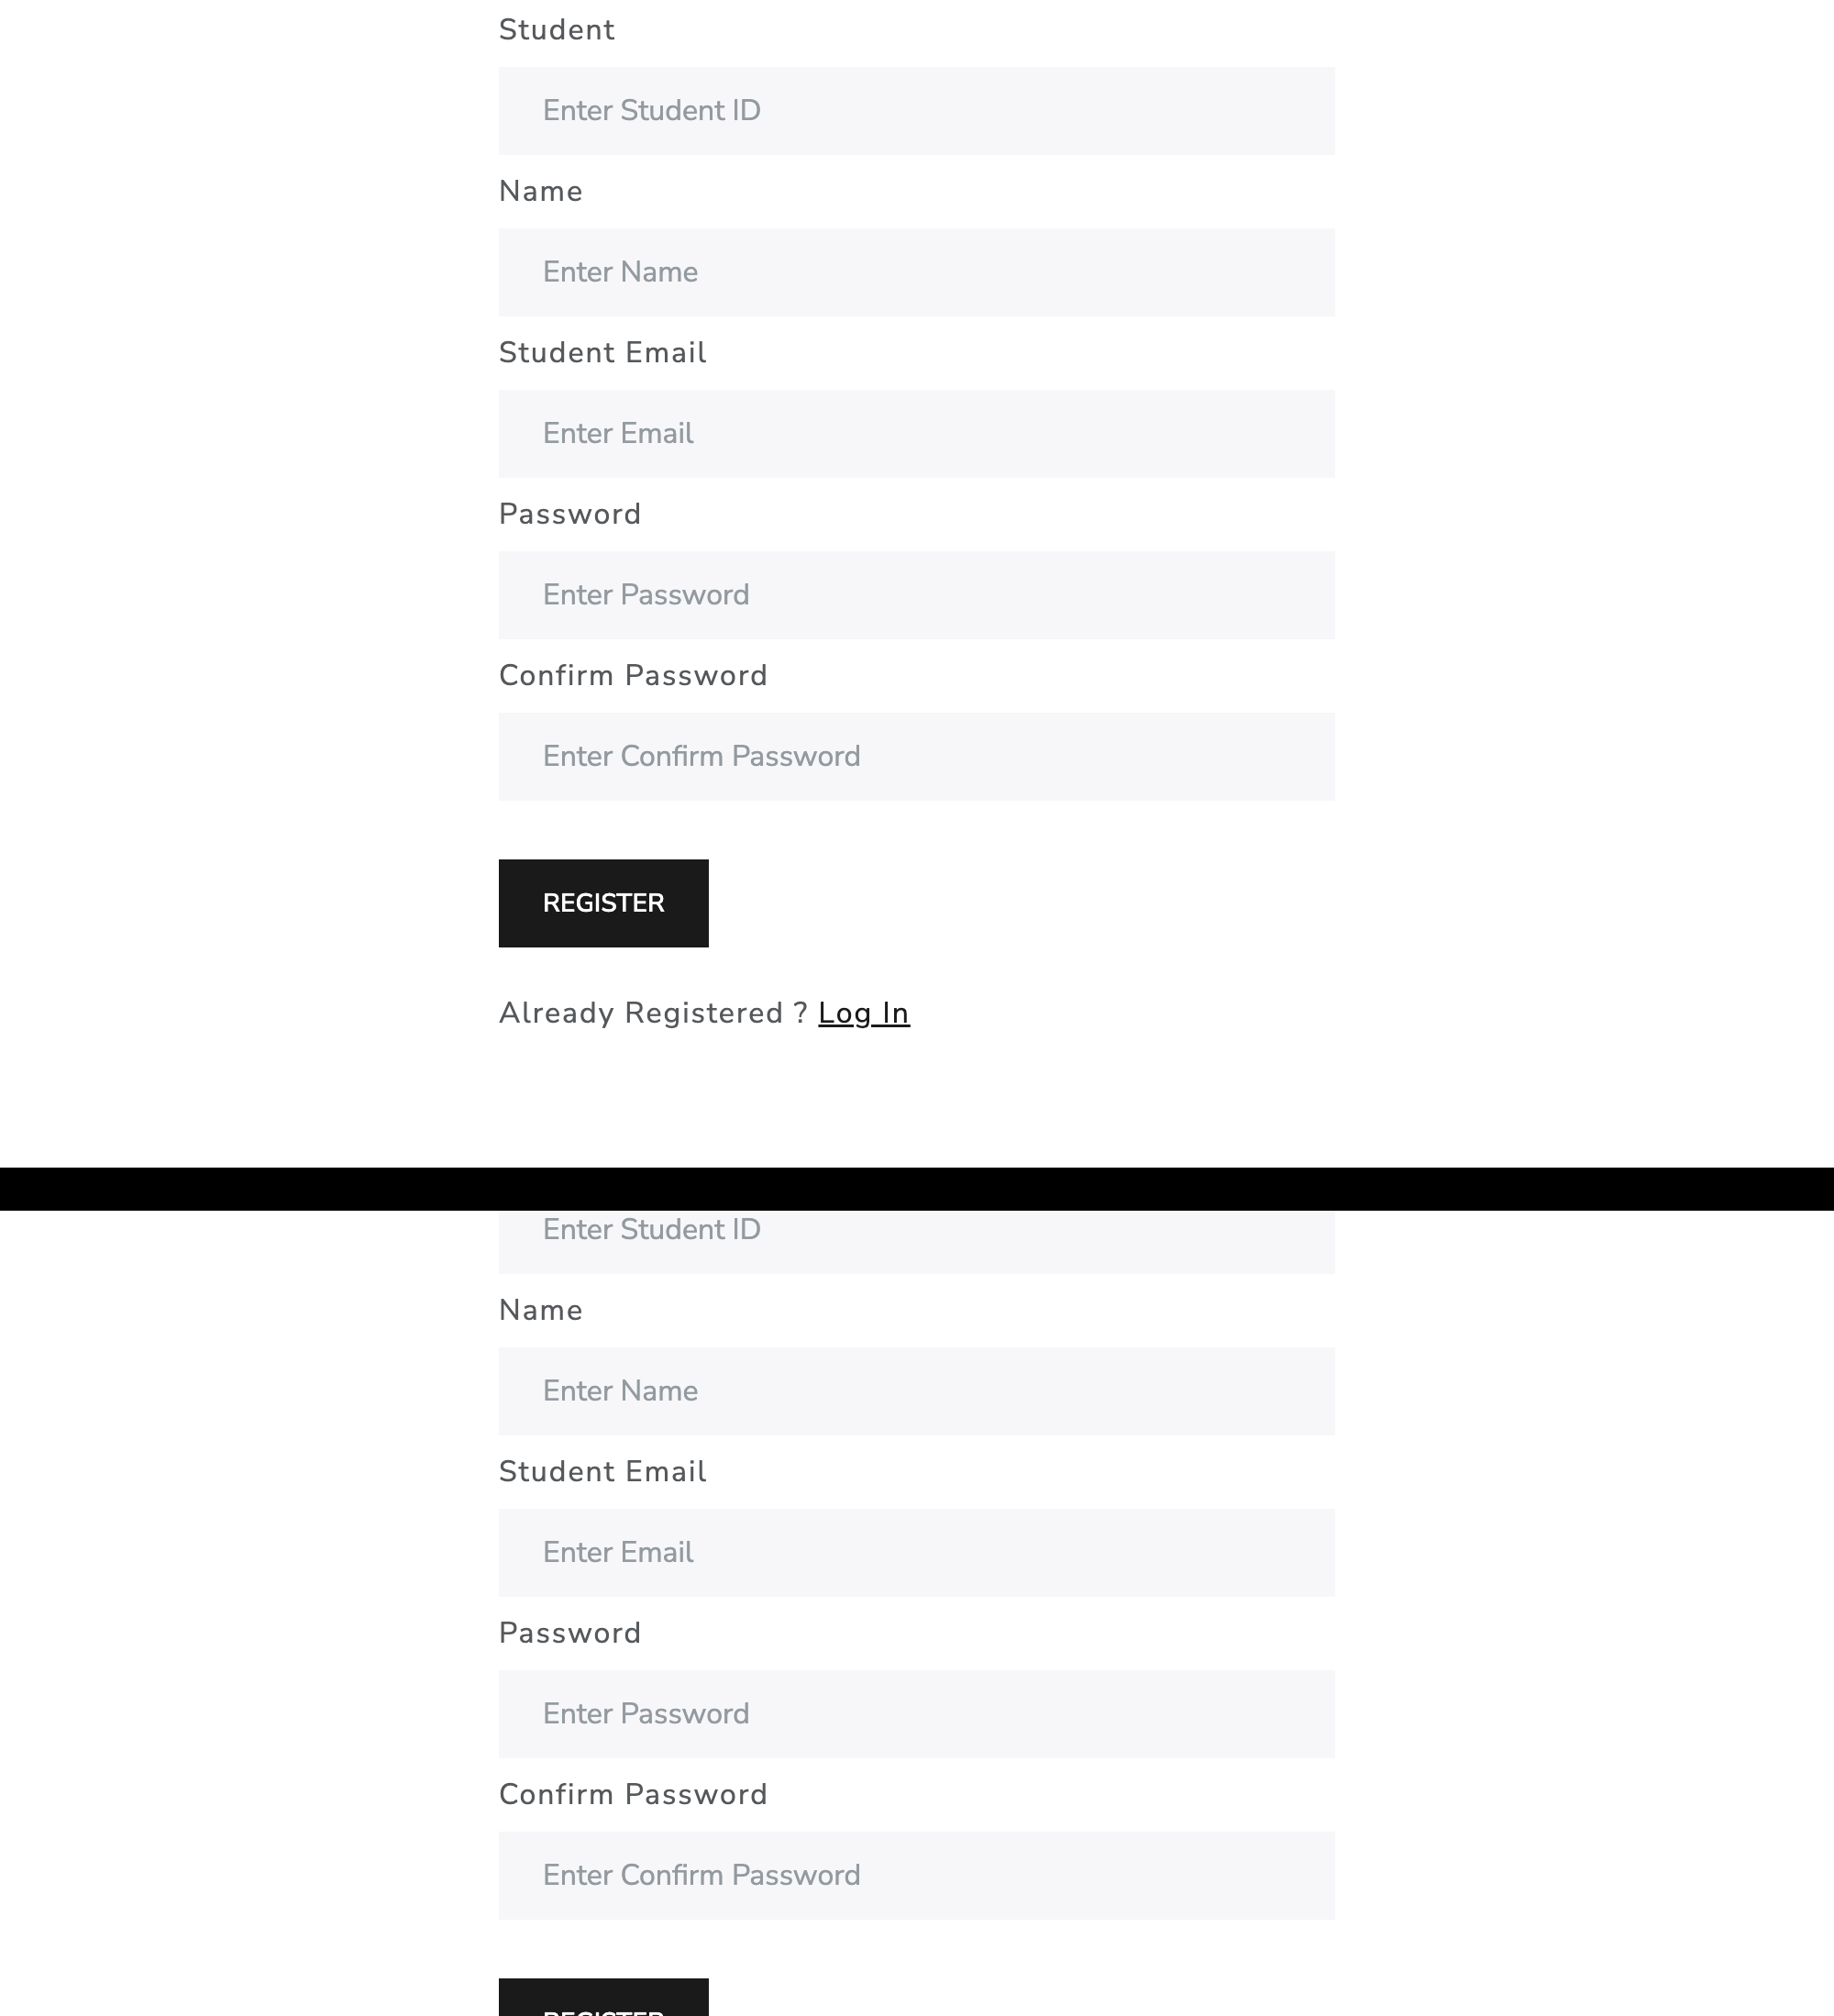 Student
Enter Student ID
Name
Enter Name
Student Email
Enter Email
Password
Enter Password
Confirm Password
Enter Confirm Password
REGISTER
Already Registered ? Log In
Enter Student ID
Name
Enter Name
Student Email
Enter Email
Password
Enter Password
Confirm Password
Enter Confirm Password
REGISTER